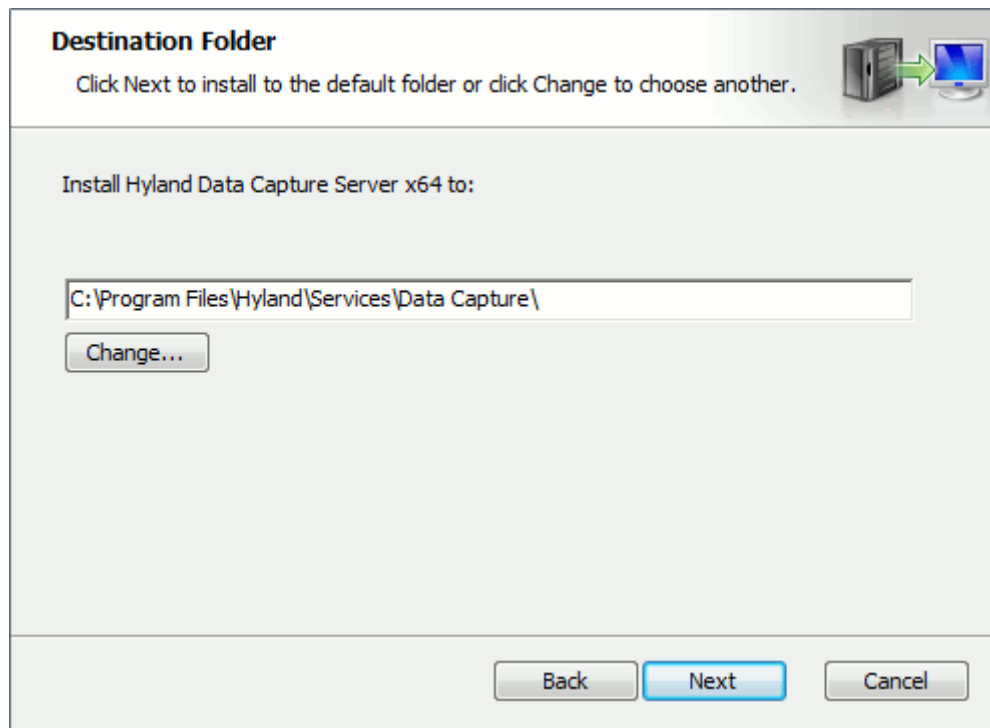 Destination Folder
Click Next to install to the default folder or click Change to choose another.
Install Hyland Data Capture Server x64 to:
C:\Program Files\Hyland\Services\Data Capture\
Change...
Back Next Cancel